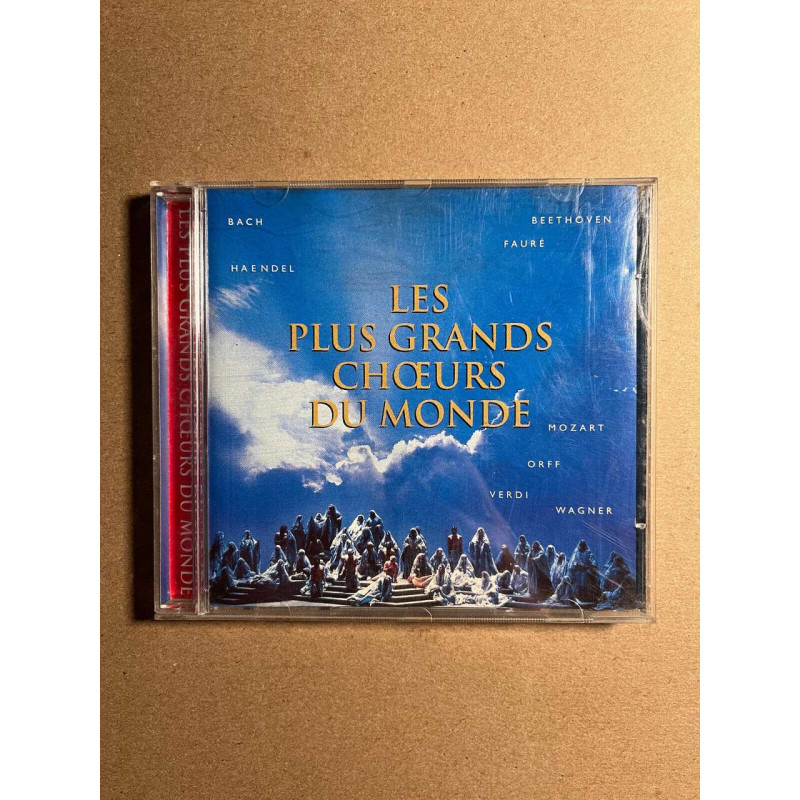 LES PLUS GRANDS CHŒURS DU MONDE
BACH
BEETHOVEN
FAURÉ
HAENDEL
LES
PLUS GRANDS
CHŒURS
DU MONDE
MOZART
ORFF
VERDI
WAGNER